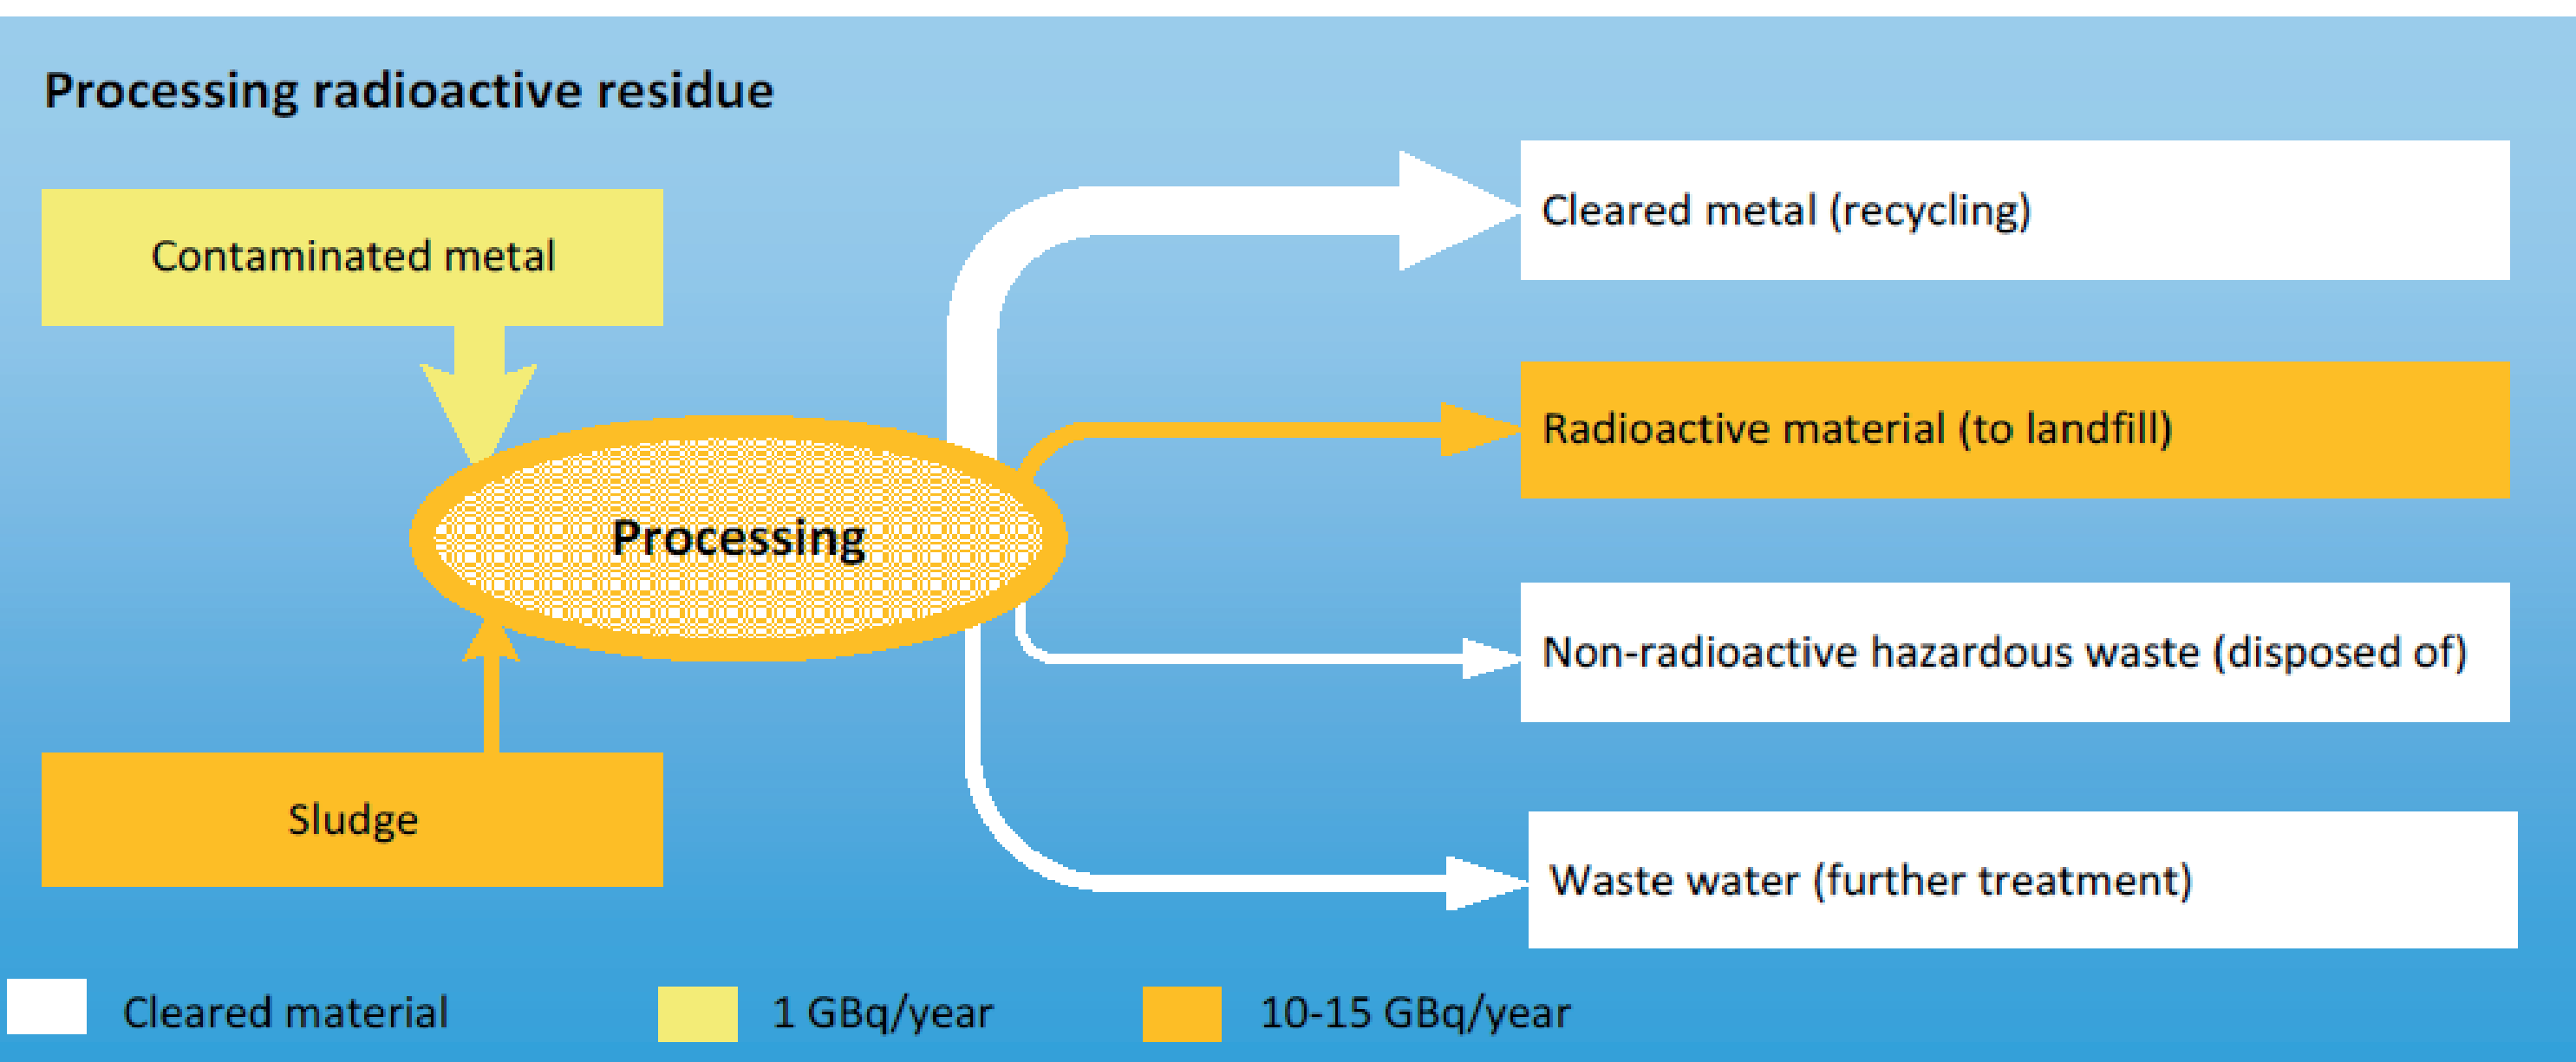 Processing radioactive residue
Contaminated metal
Cleared metal (recycling)
Radioactive material (to landfill)
Processing
Non-radioactive hazardous waste (disposed of)
Sludge
Waste water (further treatment)
Cleared material
1 GBq/year
10-15 GBq/year